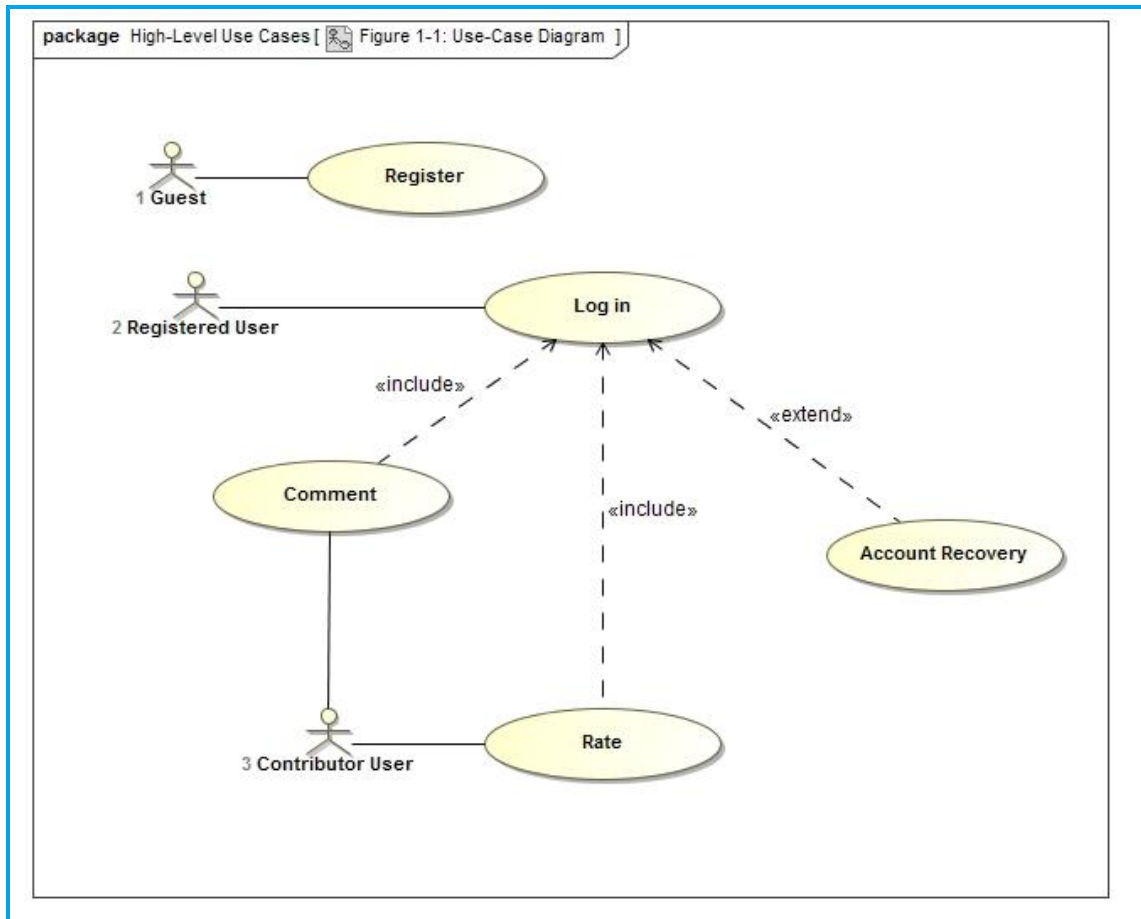 package High-Level Use Cases [ Figure 1-1: Use-Case Diagram ]
Register
1 Guest
Log in
2 Registered User
«include»
«extend»
Comment
«include»
Account Recovery
Rate
3 Contributor User